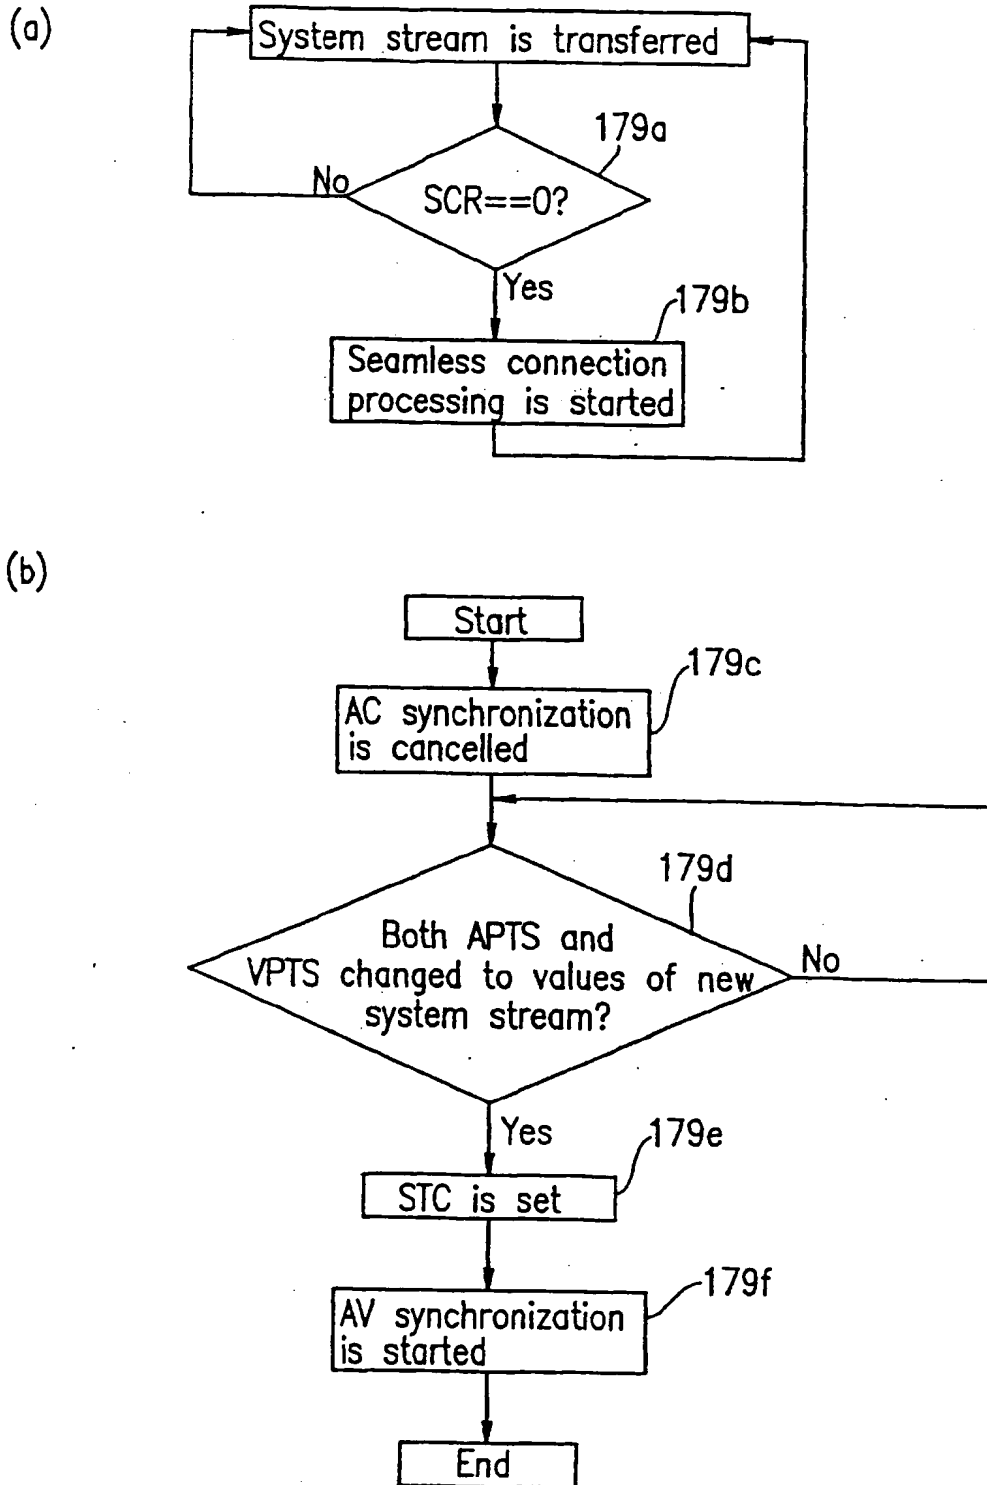 (a)
System stream is transferred
179a
No
SCR==0?
Yes
179b
Seamless connection
processing is started
(b)
Start
179c
AC synchronization
is cancelled
179d
Both APTS and
VPTS changed to values of new
system stream?
No
Yes
179e
STC is set
179f
AV synchronization
is started
End